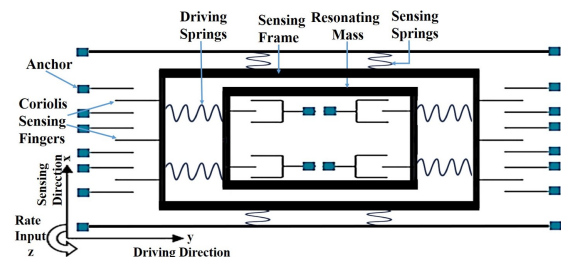 Driving
Springs
Sensing
Frame
Resonating
Mass
Sensing
Springs
Anchor
Coriolis
Sensing
Fingers
x
Sensing
Direction
Rate
Input
z
y
Driving Direction